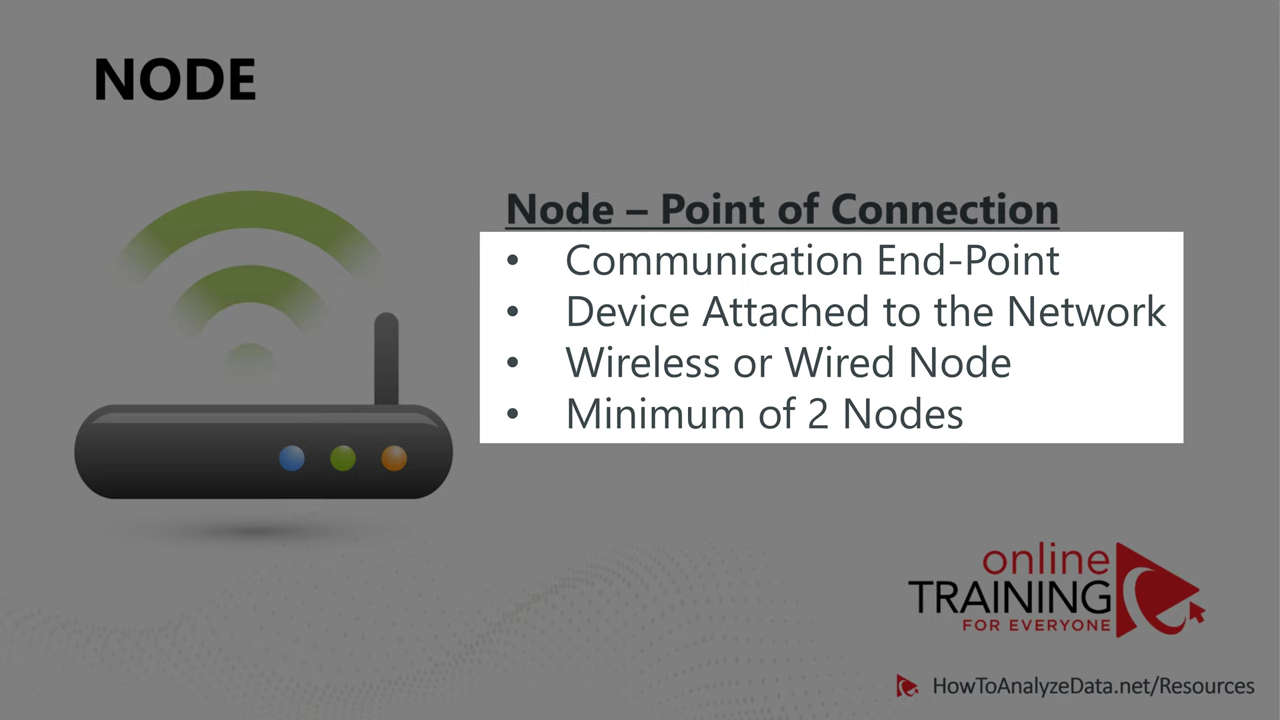 NODE
Node – Point of Connection
• Communication End-Point
• Device Attached to the Network
• Wireless or Wired Node
• Minimum of 2 Nodes
online
TRAINING
FOR EVERYONE
HowToAnalyzeData.net/Resources